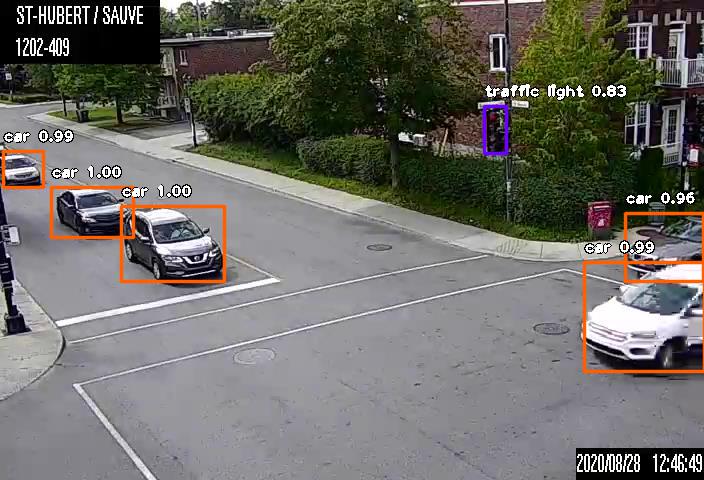 ST-HUBERT / SAUVE
1202-409
traffic light 0.83
car 0.99
car 1.00
car 1.00
car 0.96
car 0.99
2020/08/28 12:46:49